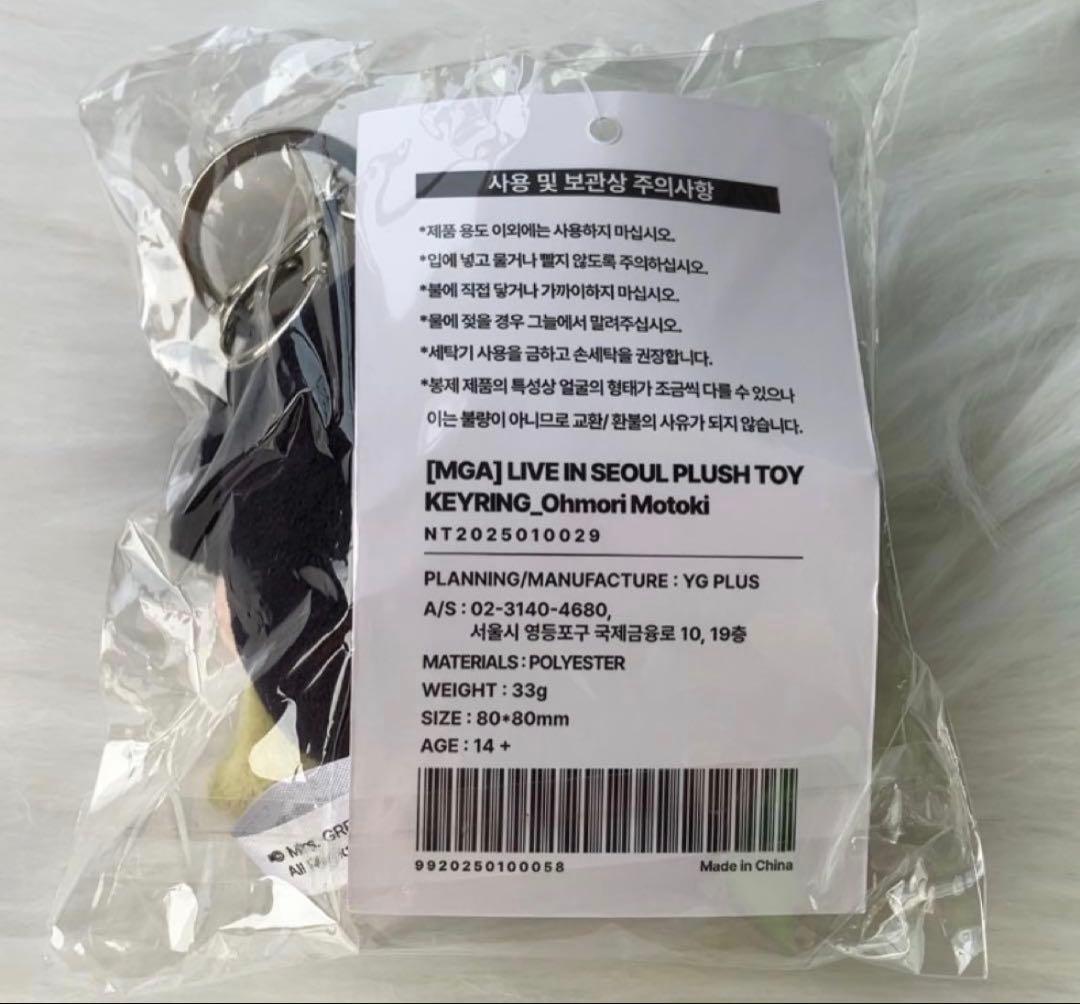 사용 및 보관상 주의사항
*제품 용도 이외에는 사용하지 마십시오.
*입에 넣고 물거나 빨지 않도록 주의하십시오.
*불에 직접 닿거나 가까이하지 마십시오.
*물에 젖을 경우 그늘에서 말려주십시오.
*세탁기 사용을 금하고 손세탁을 권장합니다.
*봉제 제품의 특성상 얼굴의 형태가 조금씩 다를 수 있으나
이는 불량이 아니므로 교환/ 환불의 사유가 되지 않습니다.
[MGA] LIVE IN SEOUL PLUSH TOY
KEYRING_Ohmori Motoki
NT2025010029
PLANNING/MANUFACTURE : YG PLUS
A/S : 02-3140-4680,
서울시 영등포구 국제금융로 10, 19층
MATERIALS : POLYESTER
WEIGHT : 33g
SIZE : 80*80mm
AGE : 14 +
9920250100058
Made in China
© Mrs. GRE
All